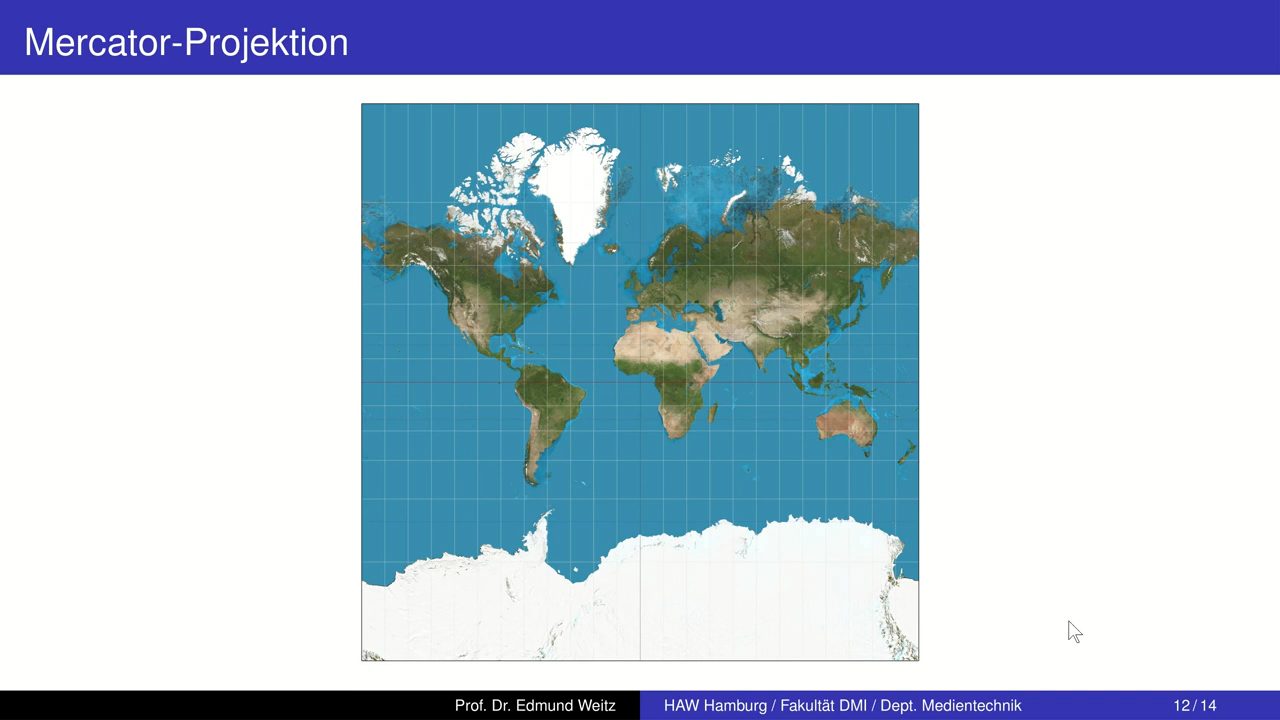 Mercator-Projektion
Prof. Dr. Edmund Weitz
HAW Hamburg / Fakultät DMI / Dept. Medientechnik
12 / 14